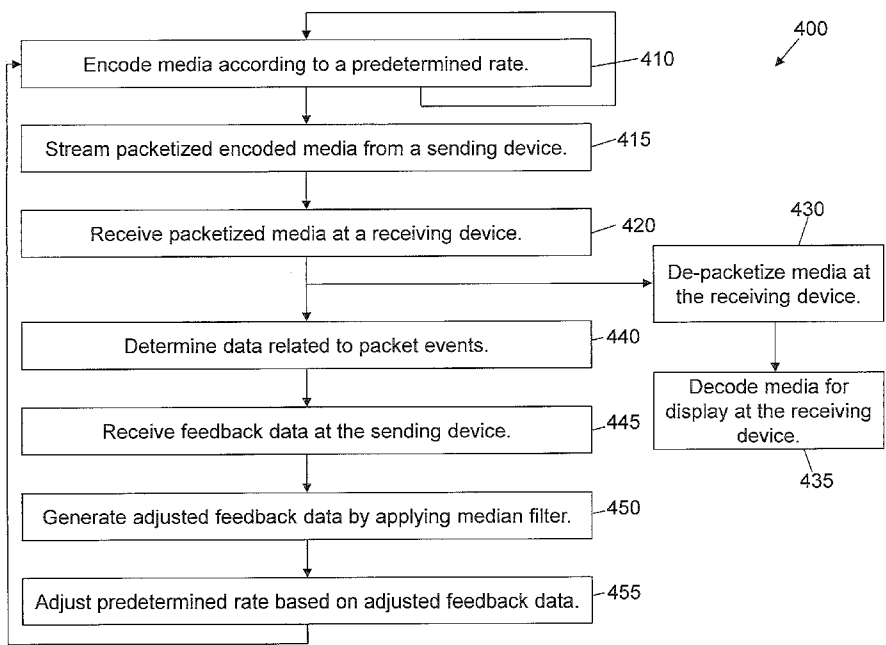 400
Encode media according to a predetermined rate.
410
Stream packetized encoded media from a sending device.
415
Receive packetized media at a receiving device.
420
430
De-packetize media at
the receiving device.
Determine data related to packet events.
440
Decode media for
display at the receiving
device.
435
Receive feedback data at the sending device.
445
Generate adjusted feedback data by applying median filter.
450
Adjust predetermined rate based on adjusted feedback data.
455